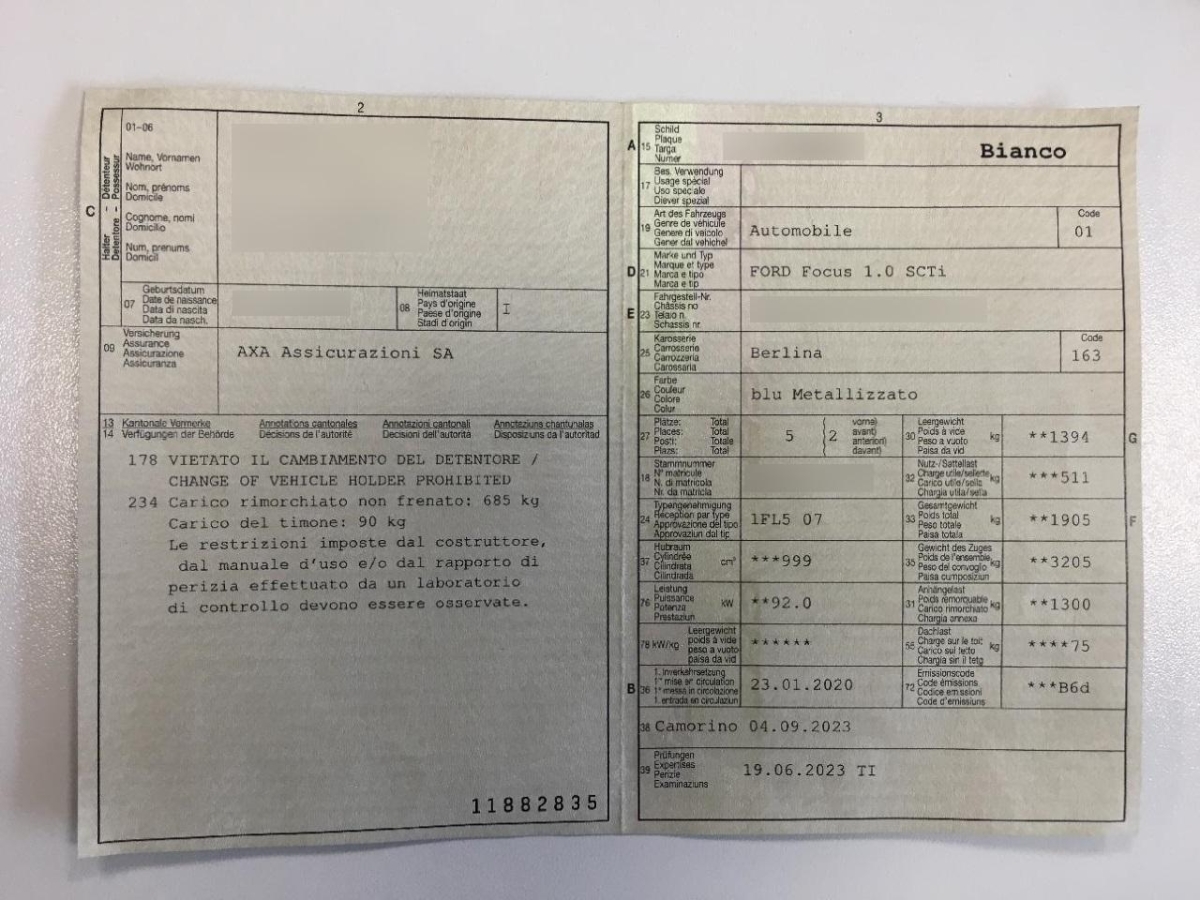 2
01-06
Name, Vornamen
Wohnort
Nom, prénoms
Domicile
Cognome, nomi
Domicilio
Num, prenums
Domicil
C
Halter - Détenteur
Detentore - Possessur
07
Geburtsdatum
Date de naissance
Data di nascita
Data da nasch.
08
Heimatstaat
Pays d'origine
Paese d'origine
Stadi d'origin
I
09
Versicherung
Assurance
Assicurazione
Assicuranza
AXA Assicurazioni SA
13 Kantonale Vermerke Annotations cantonales Annotazioni cantonali Annotaziuns chantunalas
14 Verfügungen der Behörde Décisions de l'autorité Decisioni dell'autorità Disposiziuns da l'autoritad
178 VIETATO IL CAMBIAMENTO DEL DETENTORE /
CHANGE OF VEHICLE HOLDER PROHIBITED
234 Carico rimorchiato non frenato: 685 kg
Carico del timone: 90 kg
Le restrizioni imposte dal costruttore,
dal manuale d'uso e/o dal rapporto di
perizia effettuato da un laboratorio
di controllo devono essere osservate.
11882835
3
A 15
Schild
Plaque
Targa
Numer
Bianco
17
Bes. Verwendung
Usage spécial
Uso speciale
Diever spezial
19
Art des Fahrzeugs
Genre de véhicule
Genere di veicolo
Gener dal vehichel
Automobile
Code
01
D 21
Marke und Typ
Marque et type
Marca e tipo
Marca e tip
FORD Focus 1.0 SCTi
E 23
Fahrgestell-Nr.
Châssis no
Telaio n.
Schassis nr.
25
Karosserie
Carrosserie
Carrozzeria
Carossaria
Berlina
Code
163
26
Farbe
Couleur
Colore
Colur
blu Metallizzato
27
Plätze: Total
Places: Total
Posti: Totale
Plazs: Total
5 { 2
vorne)
avant)
anteriori)
davant)
30
Leergewicht
Poids à vide
Peso a vuoto
Paisa da vid
kg
**1394
G
18
Stammnummer
N° matricule
N. di matricola
Nr. da matricla
32
Nutz-/Sattellast
Charge utile/sellette
Carico utile/sella
Chargia utila/sella
kg
***511
24
Typengenehmigung
Réception par type
Approvazione del tipo
Approvaziun dal tip
1FL5 07
33
Gesamtgewicht
Poids total
Peso totale
Paisa totala
kg
**1905
F
37
Hubraum
Cylindrée
Cilindrata
Cilindrada
cm³
***999
35
Gewicht des Zuges
Poids de l'ensemble
Peso del convoglio
Paisa cumposiziun
kg
**3205
76
Leistung
Puissance
Potenza
Prestaziun
kW
**92.0
31
Anhängelast
Poids remorquable
Carico rimorchiato
Chargia annexa
kg
**1300
78 kW/kg
Leergewicht
poids à vide
peso a vuoto
paisa da vid
******
55
Dachlast
Charge sur le toit
Carico sul tetto
Chargia sin il tetg
kg
****75
B 36
1. Inverkehrsetzung
1re mise en circulation
1a messa in circolazione
1. entrada en circulaziun
23.01.2020
72
Emissionscode
Code émissions
Codice emissioni
Code d'emissiuns
***B6d
38 Camorino 04.09.2023
39
Prüfungen
Expertises
Perizie
Examinaziuns
19.06.2023 TI